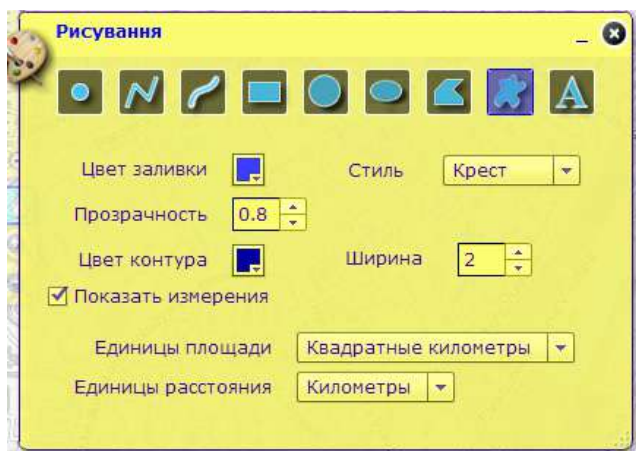 Рисування
A
Цвет заливки Стиль Крест
Прозрачность 0.8
Цвет контура Ширина 2
Показать измерения
Единицы площади Квадратные километры
Единицы расстояния Километры